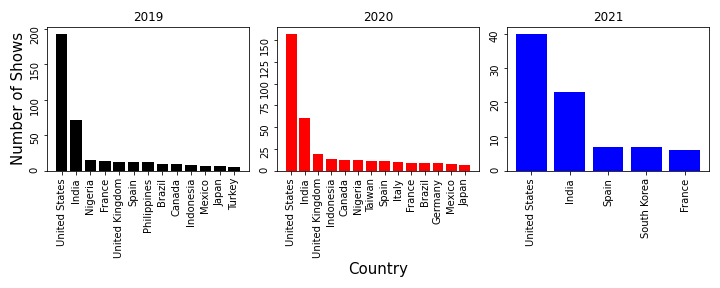 2019
2020
2021
Number of Shows
0
50
100
150
200
0
25
50
75
100
125
150
0
10
20
30
40
United States
India
Nigeria
France
United Kingdom
Spain
Philippines
Brazil
Canada
Indonesia
Mexico
Japan
Turkey
United States
India
United Kingdom
Indonesia
Canada
Nigeria
Taiwan
Spain
Italy
France
Brazil
Germany
Mexico
Japan
United States
India
Spain
South Korea
France
Country